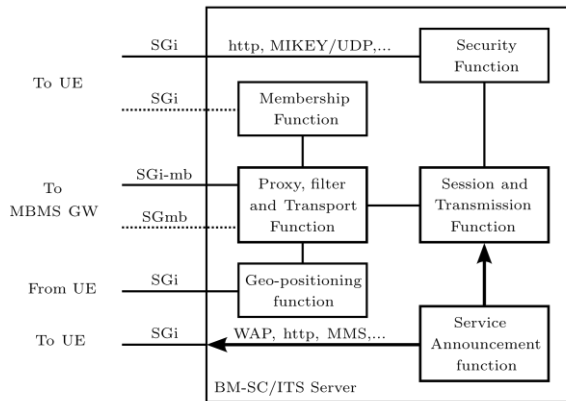 SGi
http, MIKEY/UDP,...
Security
Function
To UE
SGi
Membership
Function
To
MBMS GW
SGi-mb
SGmb
Proxy, filter
and Transport
Function
Session and
Transmission
Function
From UE
SGi
Geo-positioning
function
To UE
SGi
WAP, http, MMS,...
Service
Announcement
function
BM-SC/ITS Server